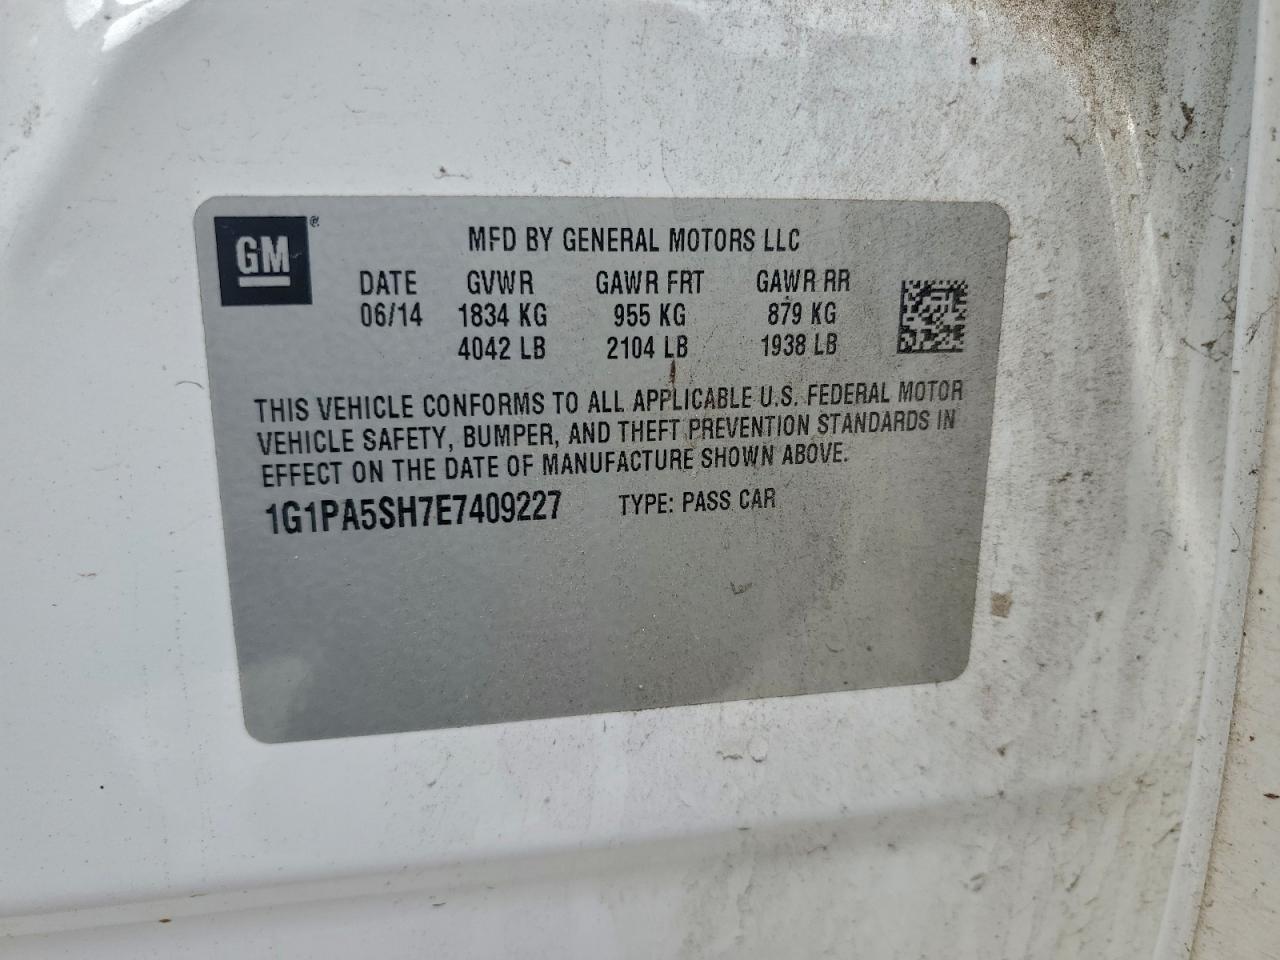 GM®
MFD BY GENERAL MOTORS LLC
DATE GVWR GAWR FRT GAWR RR
06/14 1834 KG 955 KG 879 KG
4042 LB 2104 LB 1938 LB
THIS VEHICLE CONFORMS TO ALL APPLICABLE U.S. FEDERAL MOTOR
VEHICLE SAFETY, BUMPER, AND THEFT PREVENTION STANDARDS IN
EFFECT ON THE DATE OF MANUFACTURE SHOWN ABOVE.
1G1PA5SH7E7409227 TYPE: PASS CAR